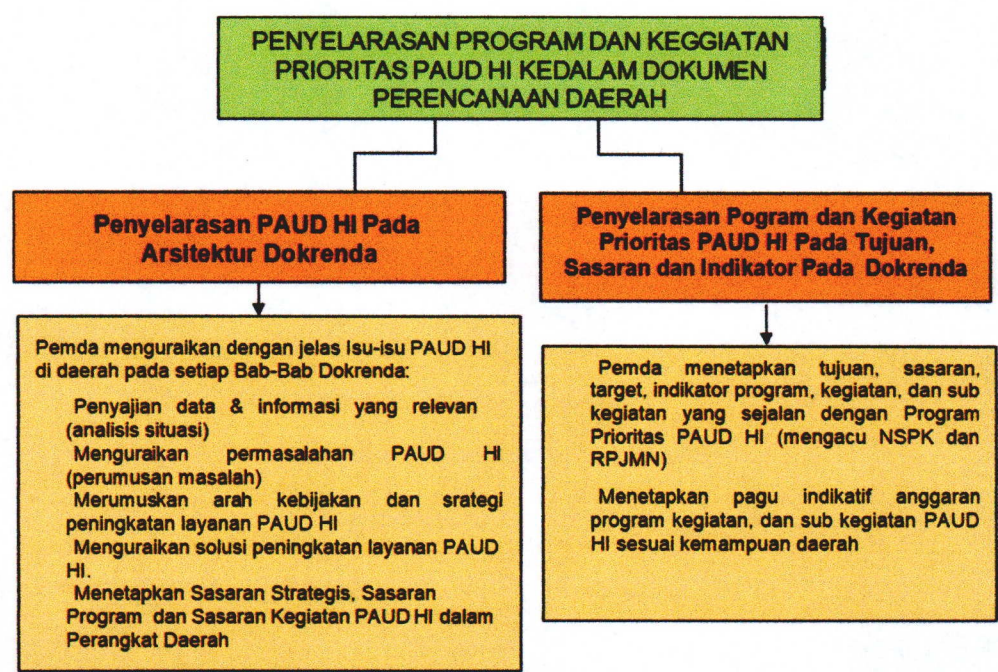 PENYELARASAN PROGRAM DAN KEGGIATAN
PRIORITAS PAUD HI KEDALAM DOKUMEN
PERENCANAAN DAERAH
Penyelarasan PAUD HI Pada
Arsitektur Dokrenda
Pemda menguraikan dengan jelas Isu-isu PAUD HI
di daerah pada setiap Bab-Bab Dokrenda:
Penyajian data & informasi yang relevan
(analisis situasi)
Menguraikan permasalahan PAUD HI
(perumusan masalah)
Merumuskan arah kebijakan dan srategi
peningkatan layanan PAUD HI
Menguraikan solusi peningkatan layanan PAUD
HI.
Menetapkan Sasaran Strategis, Sasaran
Program dan Sasaran Kegiatan PAUD HI dalam
Perangkat Daerah
Penyelarasan Pogram dan Kegiatan
Prioritas PAUD HI Pada Tujuan,
Sasaran dan Indikator Pada Dokrenda
Pemda menetapkan tujuan, sasaran,
target, indikator program, kegiatan, dan sub
kegiatan yang sejalan dengan Program
Prioritas PAUD HI (mengacu NSPK dan
RPJMN)
Menetapkan pagu indikatif anggaran
program kegiatan, dan sub kegiatan PAUD
HI sesuai kemampuan daerah